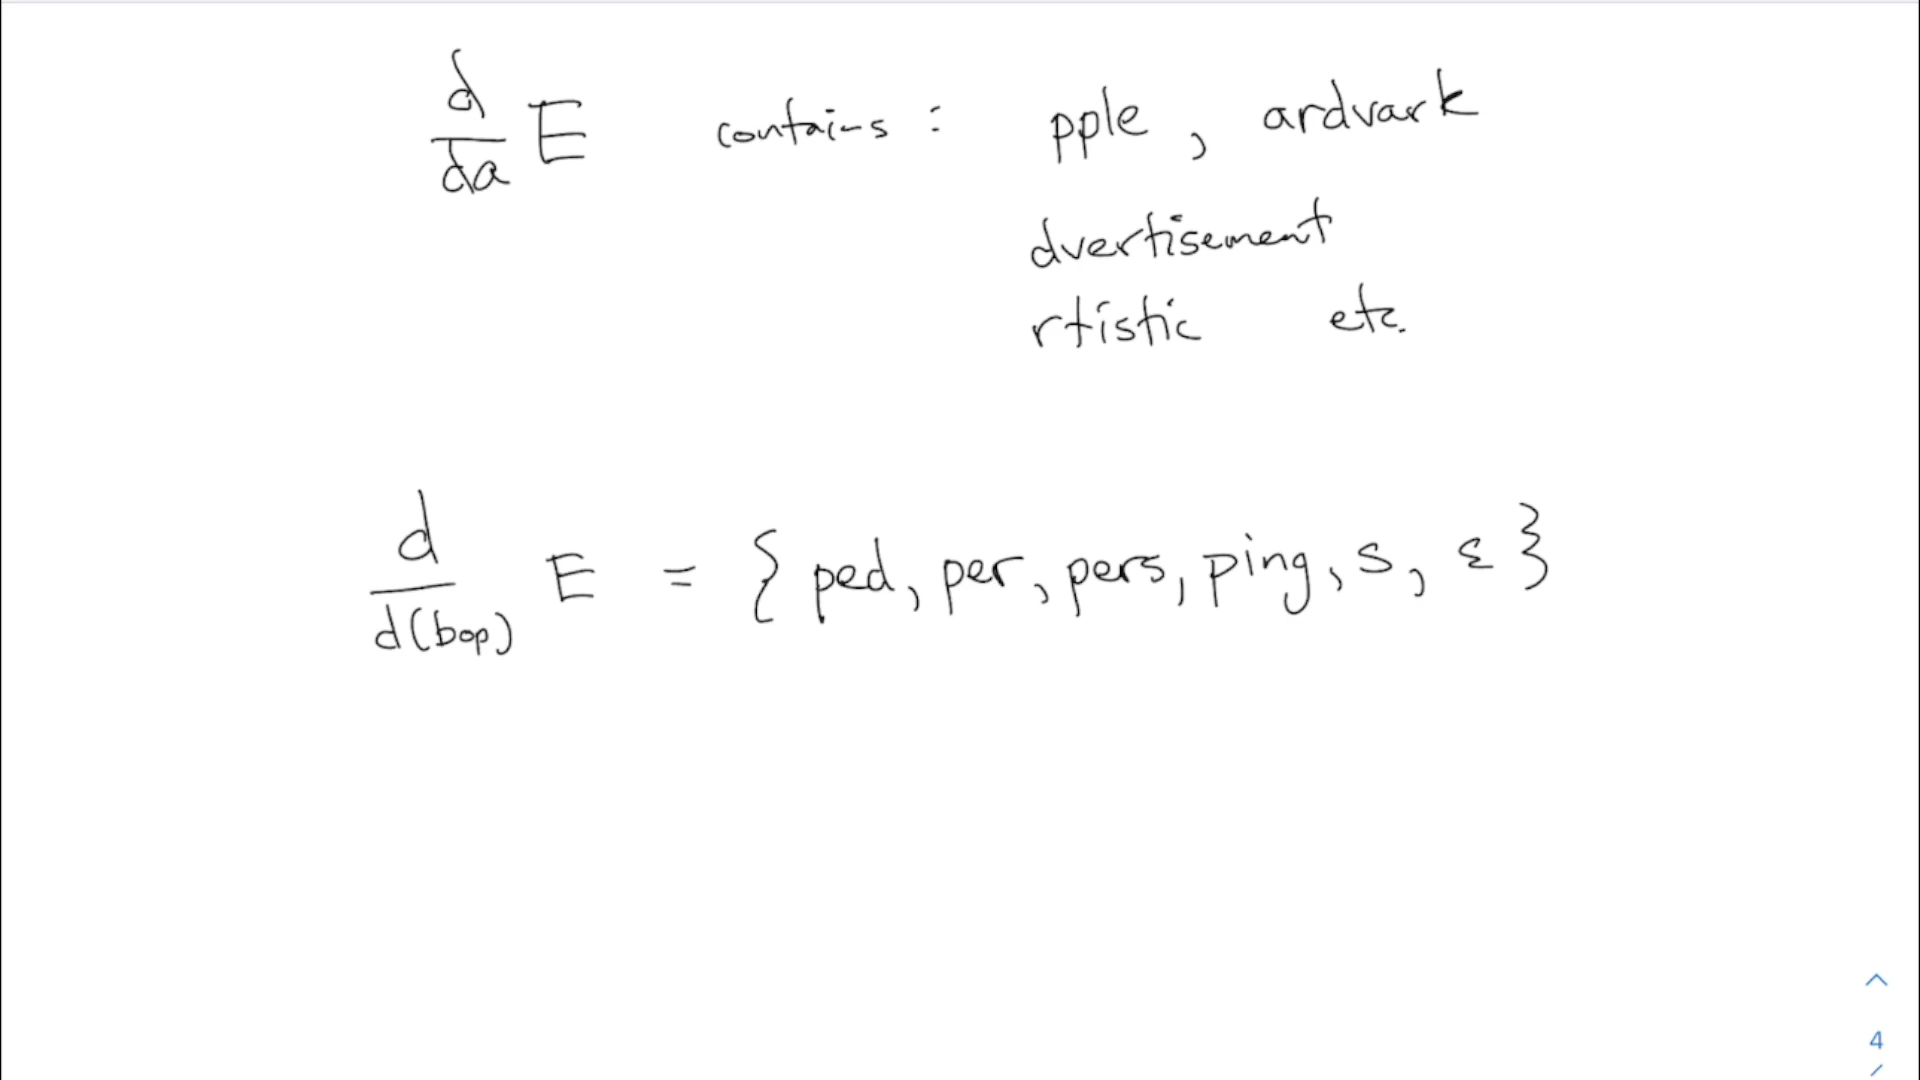 d/da E contains : pple, ardvark
dvertisement
rtistic etc.
d/d(bop) E = { ped, per, pers, ping, s, ε }
4